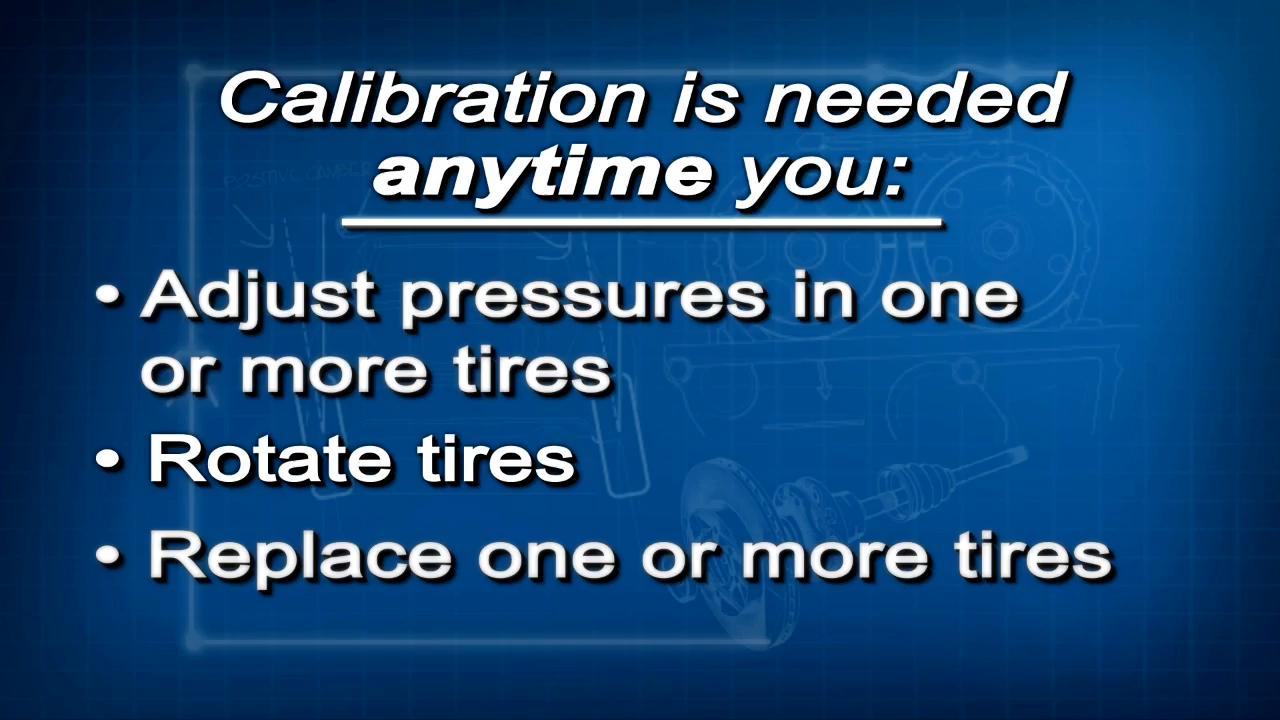 Calibration is needed
anytime you:
• Adjust pressures in one
or more tires
• Rotate tires
• Replace one or more tires